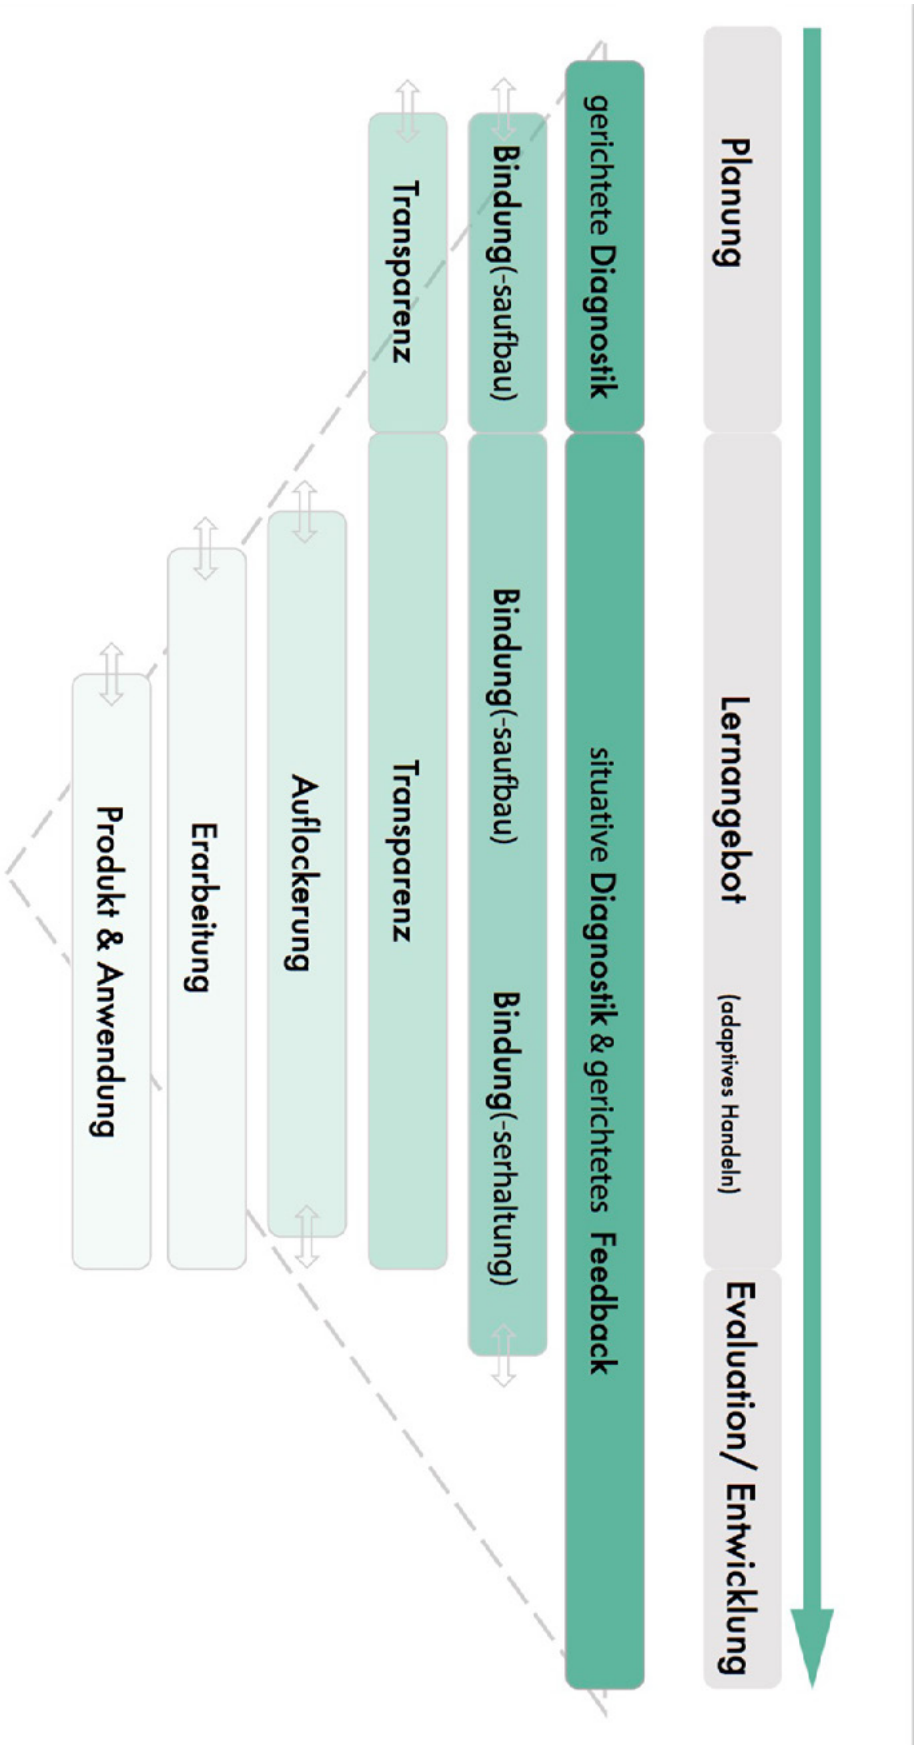 Planung
Lernangebot (adaptives Handeln)
Evaluation/ Entwicklung
gerichtete Diagnostik
situative Diagnostik & gerichtetes Feedback
Bindung(-saufbau)
Bindung(-saufbau)
Bindung(-serhaltung)
Transparenz
Transparenz
Auflockerung
Erarbeitung
Produkt & Anwendung